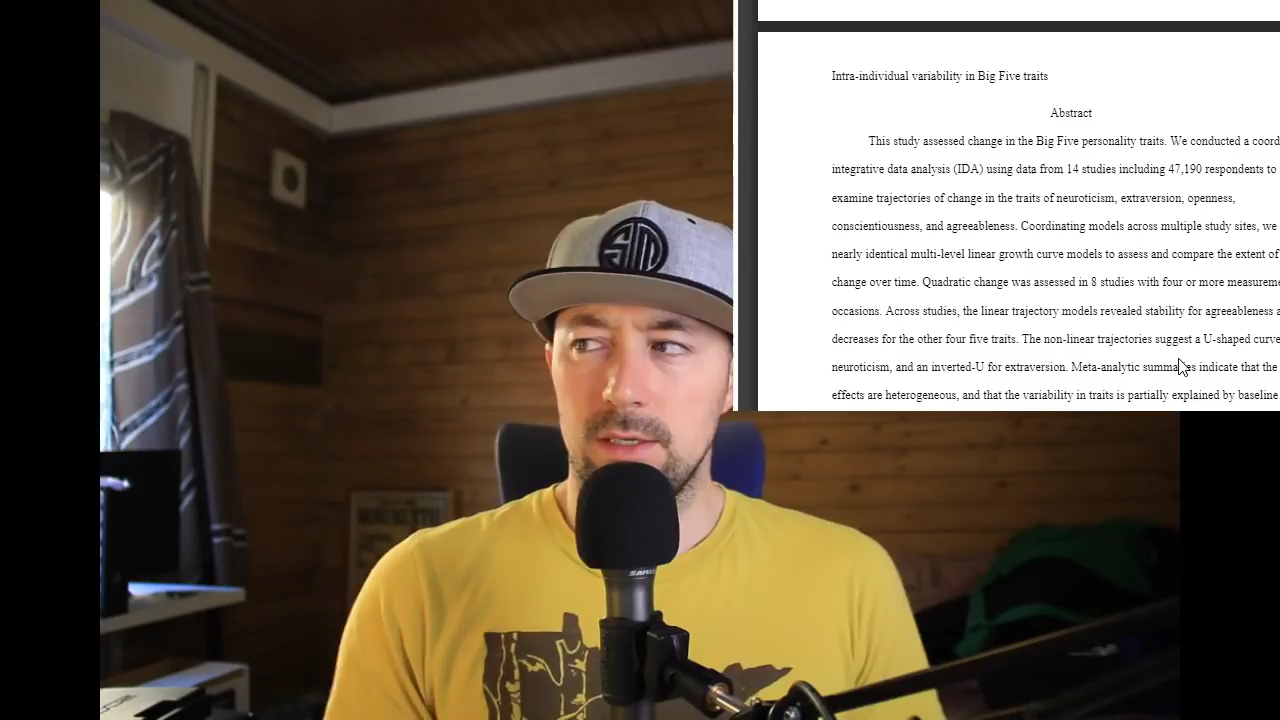 Intra-individual variability in Big Five traits
Abstract
This study assessed change in the Big Five personality traits. We conducted a coord
integrative data analysis (IDA) using data from 14 studies including 47,190 respondents to
examine trajectories of change in the traits of neuroticism, extraversion, openness,
conscientiousness, and agreeableness. Coordinating models across multiple study sites, we
nearly identical multi-level linear growth curve models to assess and compare the extent of
change over time. Quadratic change was assessed in 8 studies with four or more measureme
occasions. Across studies, the linear trajectory models revealed stability for agreeableness a
decreases for the other four five traits. The non-linear trajectories suggest a U-shaped curve
neuroticism, and an inverted-U for extraversion. Meta-analytic summaries indicate that the
effects are heterogeneous, and that the variability in traits is partially explained by baseline
SM
SAMSON